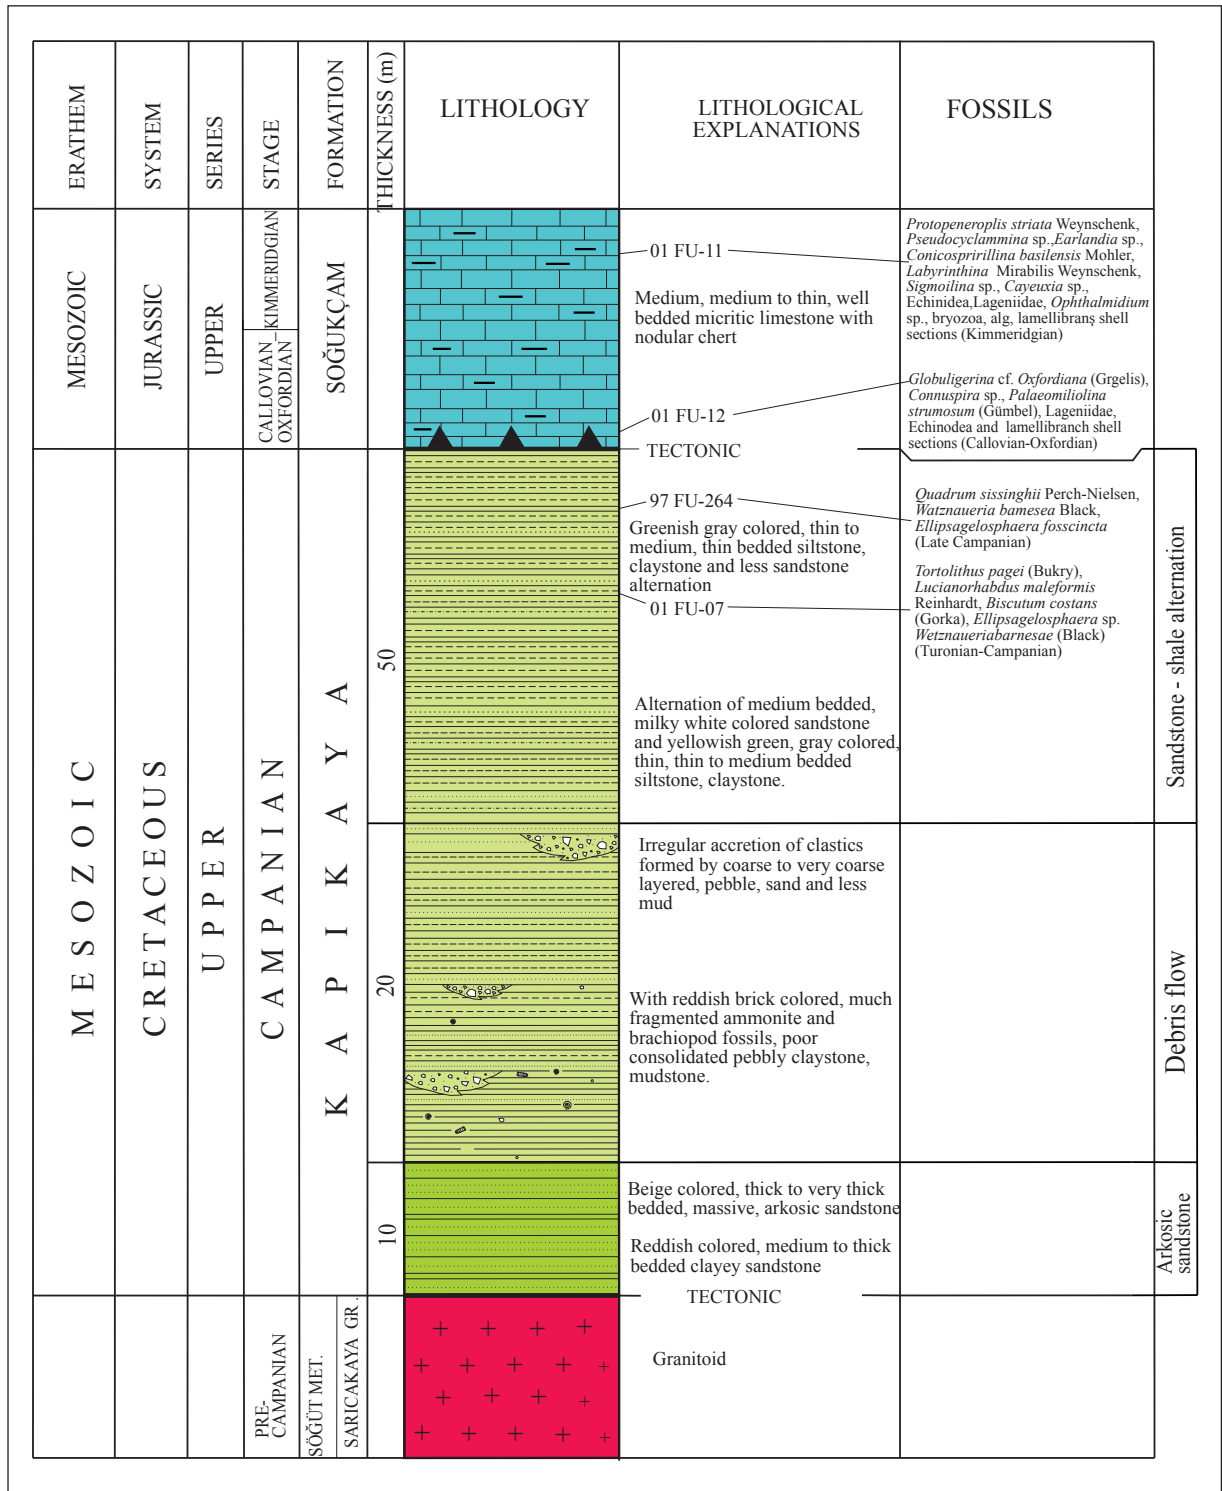 ERATHEM
SYSTEM
SERIES
STAGE
FORMATION
THICKNESS (m)
LITHOLOGY
LITHOLOGICAL
EXPLANATIONS
FOSSILS
MESOZOIC
JURASSIC
UPPER
KIMMERIDGIAN
CALLOVIAN–
OXFORDIAN
SOĞUKÇAM
01 FU-11
Medium, medium to thin, well
bedded micritic limestone with
nodular chert
01 FU-12
TECTONIC
Protopeneroplis striata Weynschenk,
Pseudocyclammina sp.,Earlandia sp.,
Conicospririllina basilensis Mohler,
Labyrinthina Mirabilis Weynschenk,
Sigmoilina sp., Cayeuxia sp.,
Echinidea,Lageniidae, Ophthalmidium
sp., bryozoa, alg, lamellibranş shell
sections (Kimmeridgian)
Globuligerina cf. Oxfordiana (Grgelis),
Connuspira sp., Palaeomiliolina
strumosum (Gümbel), Lageniidae,
Echinodea and lamellibranch shell
sections (Callovian-Oxfordian)
MESOZOIC
CRETACEOUS
UPPER
CAMPANIAN
KAPIKAYA
50
97 FU-264
Greenish gray colored, thin to
medium, thin bedded siltstone,
claystone and less sandstone
alternation
01 FU-07
Alternation of medium bedded,
milky white colored sandstone
and yellowish green, gray colored,
thin, thin to medium bedded
siltstone, claystone.
Quadrum sissinghii Perch-Nielsen,
Watznaueria bamesea Black,
Ellipsagelosphaera fosscincta
(Late Campanian)
Tortolithus pagei (Bukry),
Lucianorhabdus maleformis
Reinhardt, Biscutum costans
(Gorka), Ellipsagelosphaera sp.
Wetznaueriabarnesae (Black)
(Turonian-Campanian)
Sandstone - shale alternation
20
Irregular accretion of clastics
formed by coarse to very coarse
layered, pebble, sand and less
mud
With reddish brick colored, much
fragmented ammonite and
brachiopod fossils, poor
consolidated pebbly claystone,
mudstone.
Debris flow
10
Beige colored, thick to very thick
bedded, massive, arkosic sandstone
Reddish colored, medium to thick
bedded clayey sandstone
TECTONIC
Arkosic
sandstone
PRE-
CAMPANIAN
SÖĞÜT MET.
SARICAKAYA GR .
Granitoid